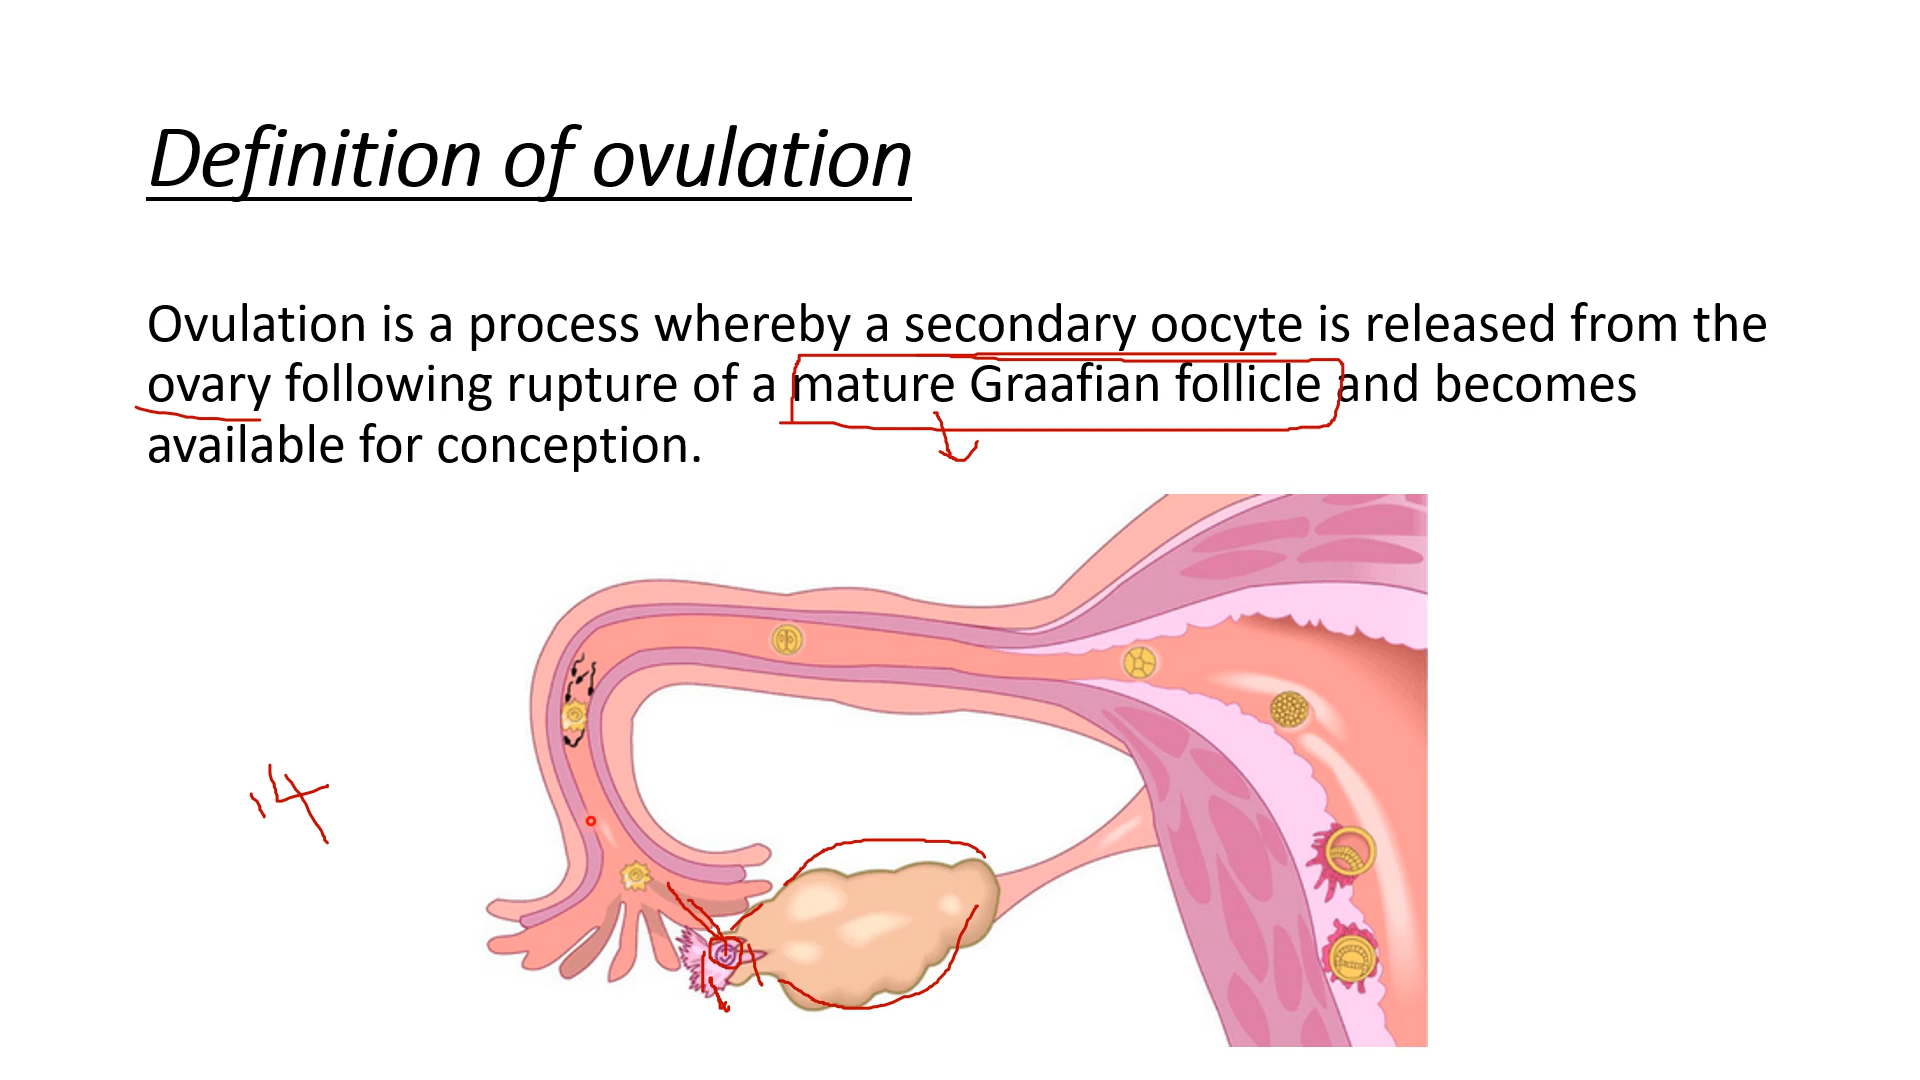 Definition of ovulation
Ovulation is a process whereby a secondary oocyte is released from the
ovary following rupture of a mature Graafian follicle and becomes
available for conception.
14